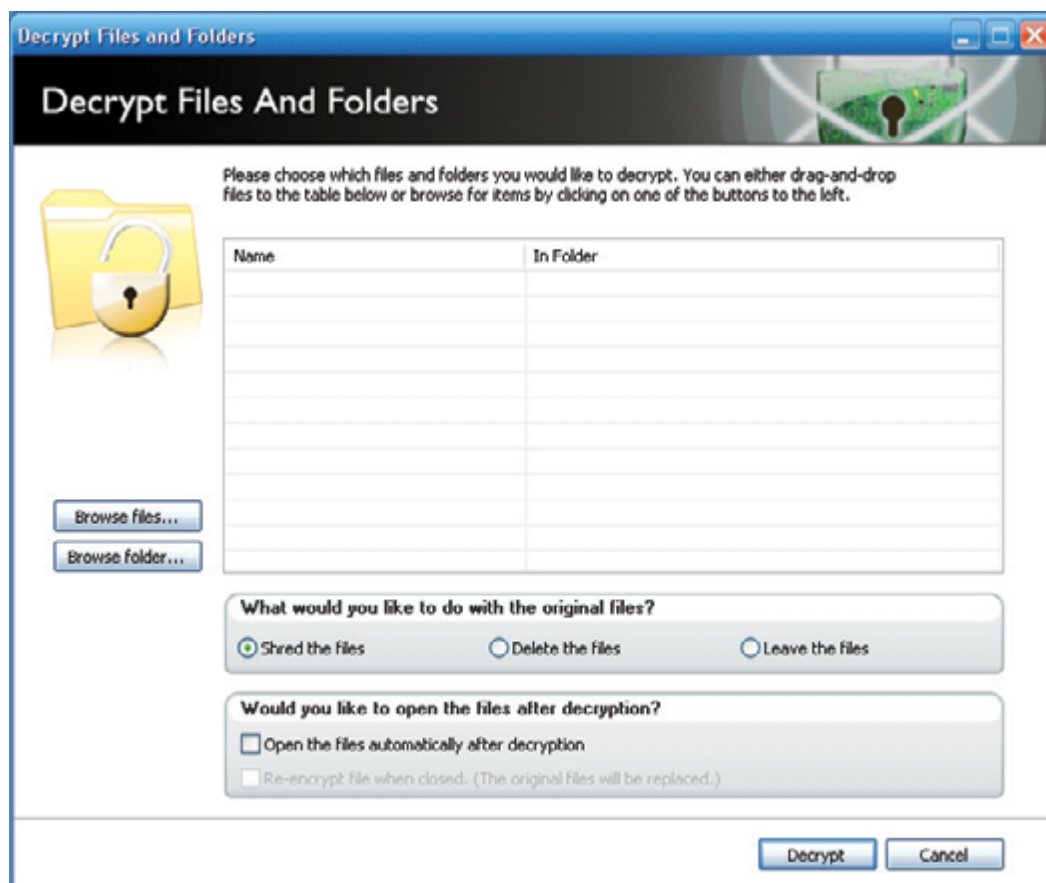 Decrypt Files and Folders
Decrypt Files And Folders
Please choose which files and folders you would like to decrypt. You can either drag-and-drop
files to the table below or browse for items by clicking on one of the buttons to the left.
Name In Folder
Browse files...
Browse folder...
What would you like to do with the original files?
Shred the files Delete the files Leave the files
Would you like to open the files after decryption?
Open the files automatically after decryption
Re-encrypt file when closed. (The original files will be replaced.)
Decrypt Cancel